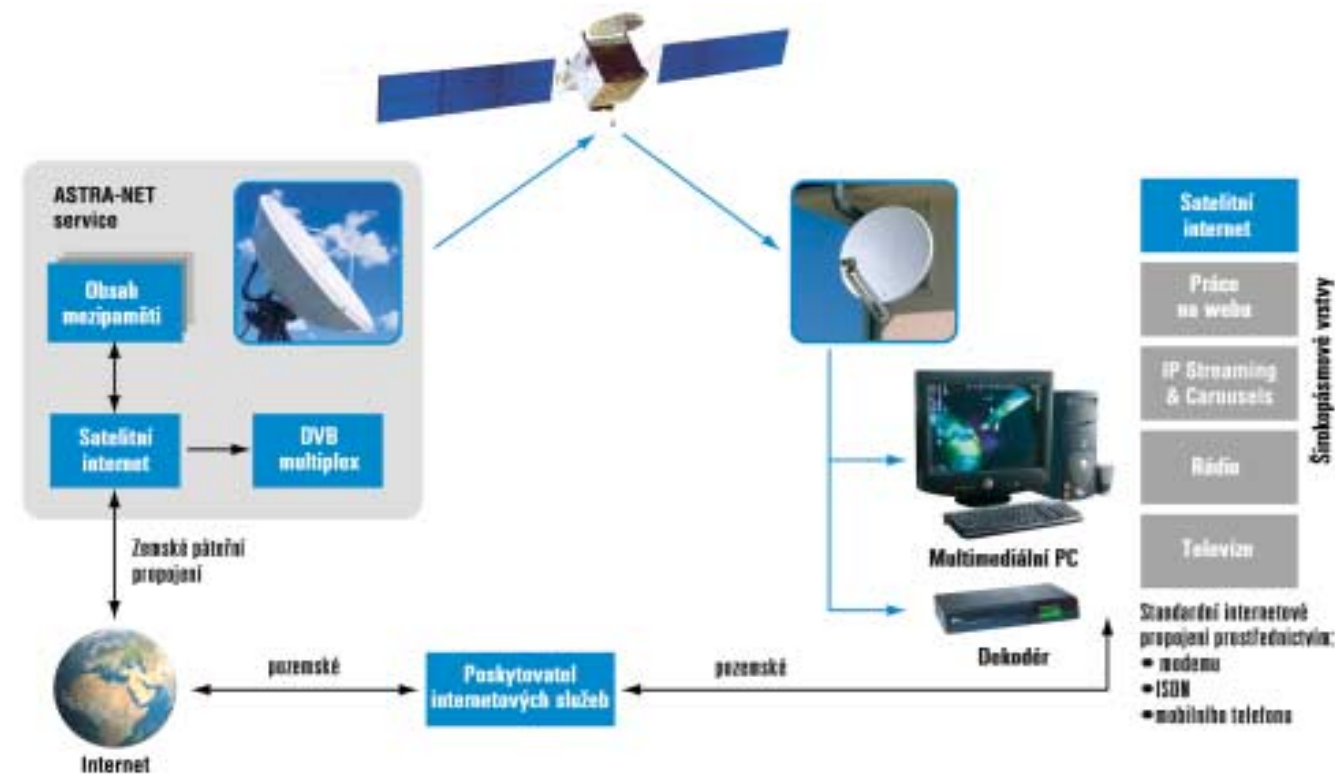 ASTRA-NET
service
Obsah
mezipaměti
Satelitní
internet
DVB
multiplex
Zemské páteřní
propojení
Internet
pozemské
Poskytovatel
internetových služeb
pozemské
Multimediální PC
Dekodér
Satelitní
internet
Práce
na webu
IP Streaming
& Carousels
Rádio
Televize
Širokopásmové vrstvy
Standardní internetové
propojení prostřednictvím:
• modemu
• ISDN
• mobilního telefonu